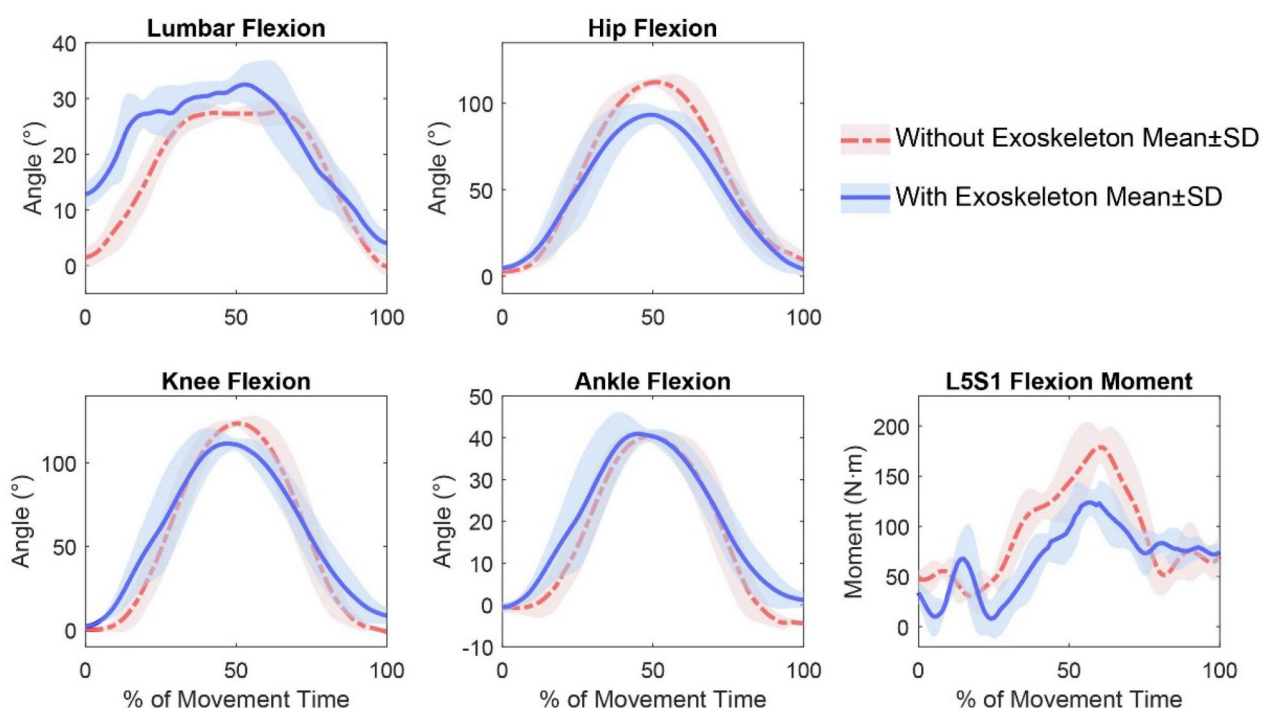 Lumbar Flexion
Hip Flexion
40
30
20
10
0
Angle (°)
0
50
100
100
50
0
Angle (°)
0
50
100
Without Exoskeleton Mean±SD
With Exoskeleton Mean±SD
Knee Flexion
Ankle Flexion
L5S1 Flexion Moment
100
50
0
Angle (°)
0
50
100
% of Movement Time
50
40
30
20
10
0
-10
Angle (°)
0
50
100
% of Movement Time
200
150
100
50
0
Moment (N·m)
0
50
100
% of Movement Time